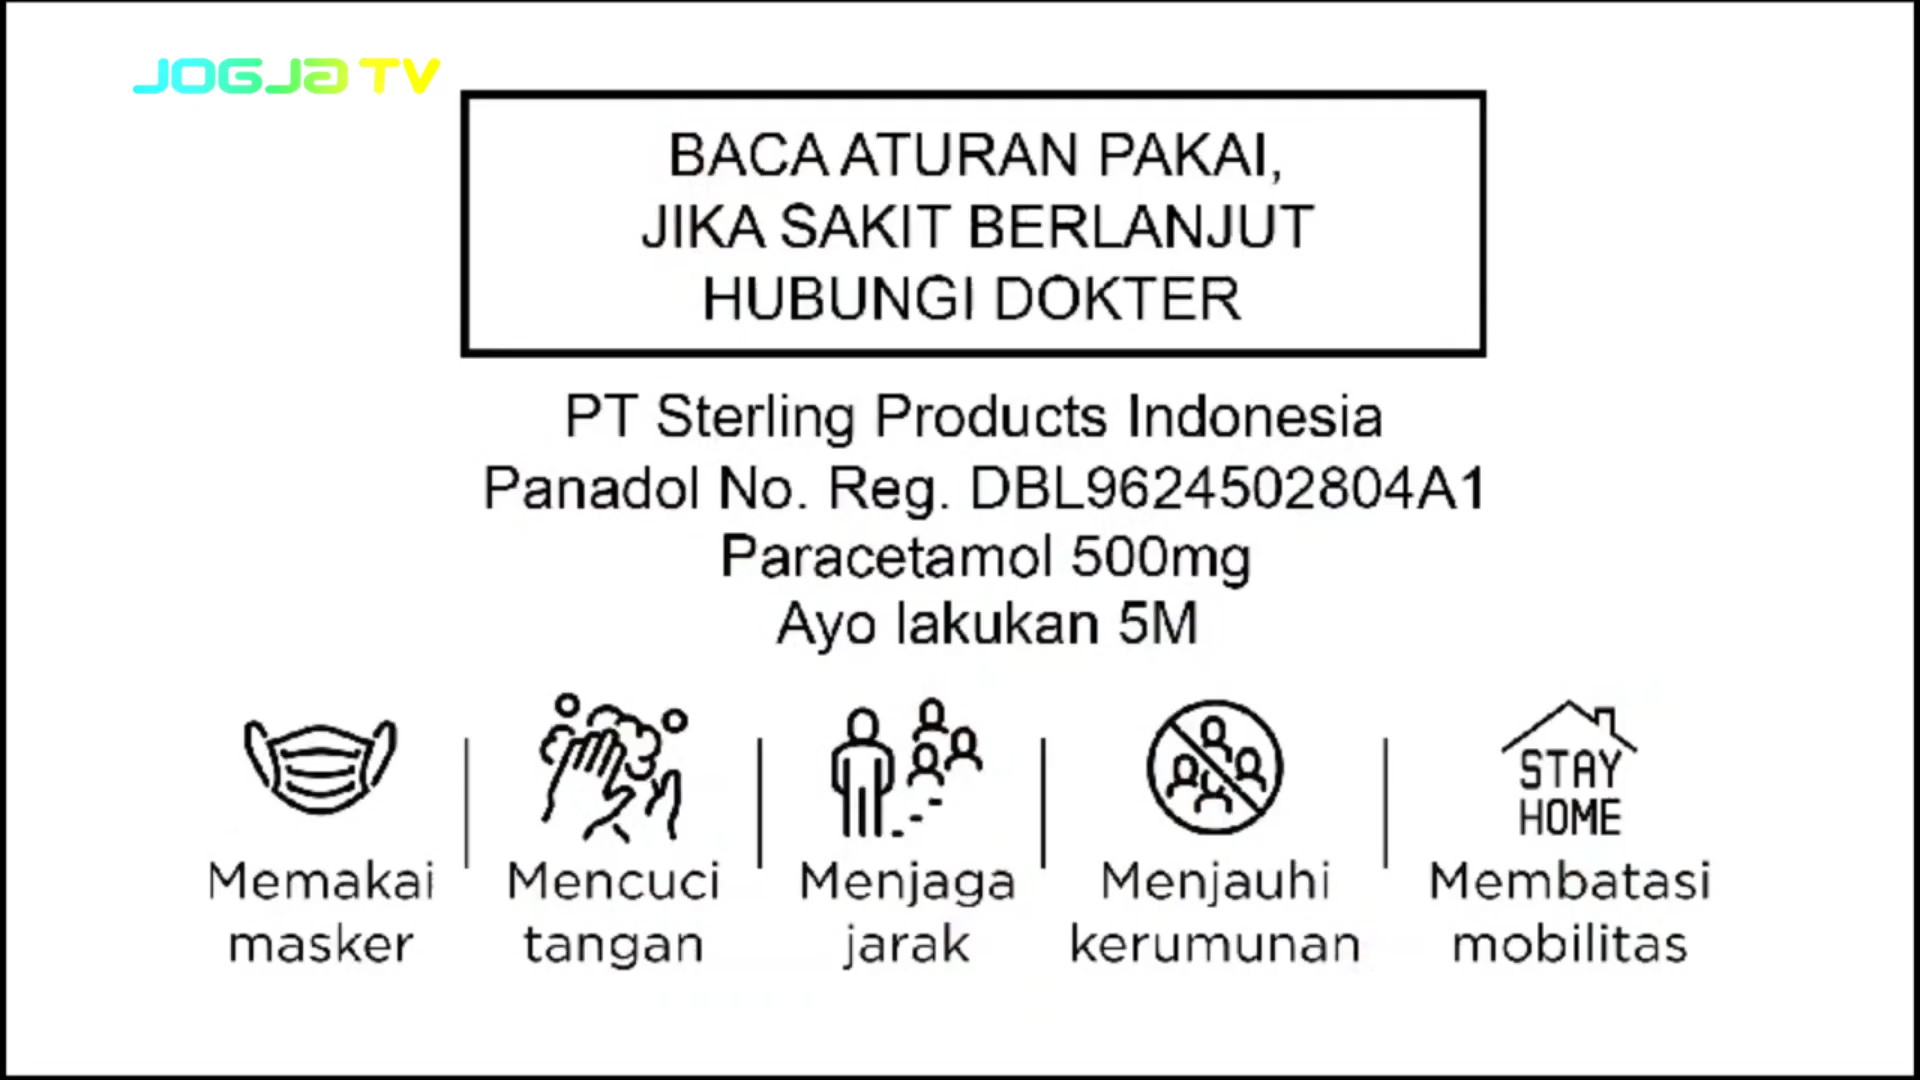 JOGJA TV
BACA ATURAN PAKAI,
JIKA SAKIT BERLANJUT
HUBUNGI DOKTER
PT Sterling Products Indonesia
Panadol No. Reg. DBL9624502804A1
Paracetamol 500mg
Ayo lakukan 5M
STAY
HOME
Memakai
masker
Mencuci
tangan
Menjaga
jarak
Menjauhi
kerumunan
Membatasi
mobilitas